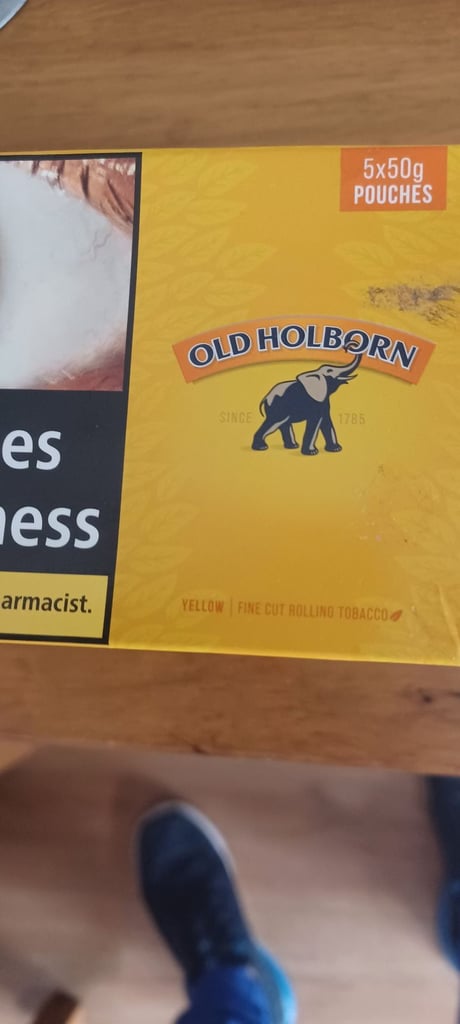 5x50g
POUCHES
OLD HOLBORN
SINCE 1785
es
ness
armacist.
YELLOW | FINE CUT ROLLING TOBACCO